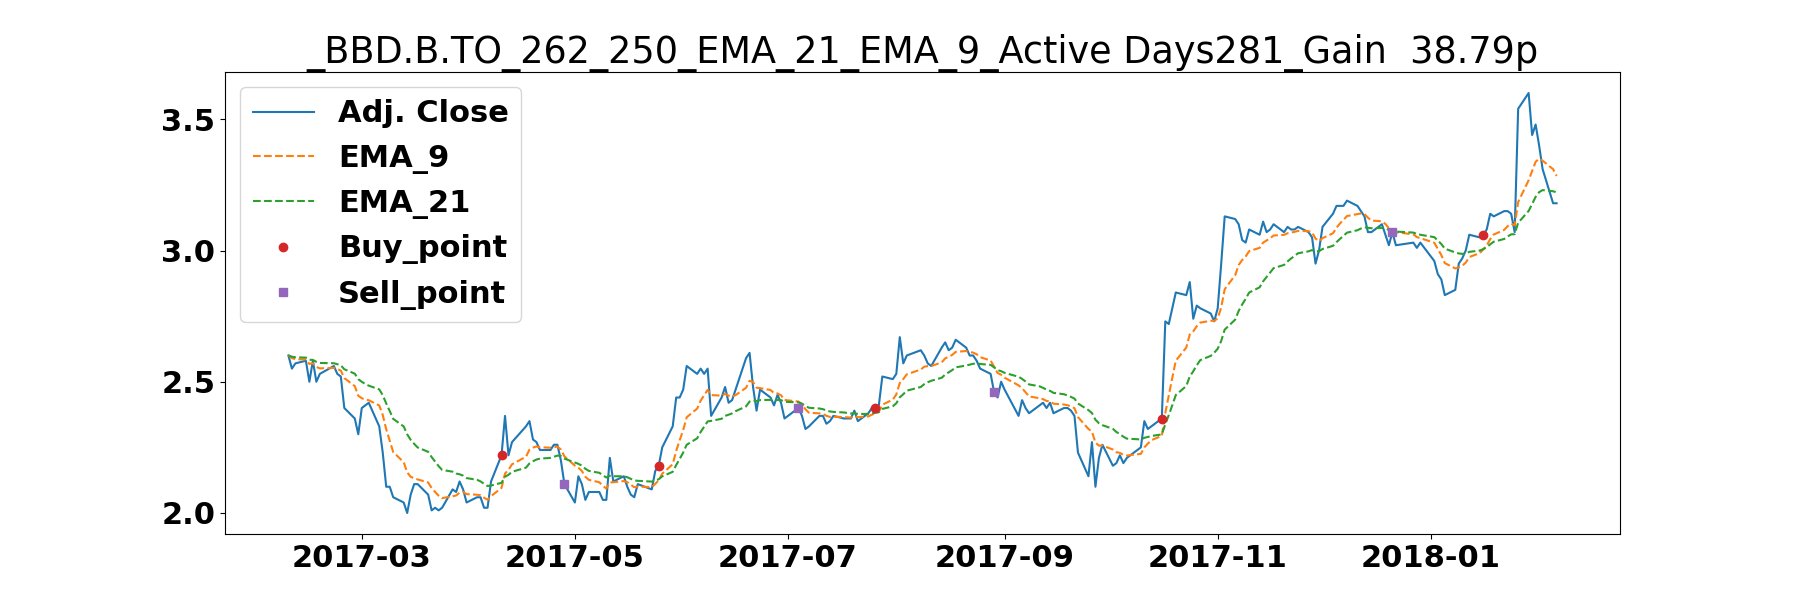 _BBD.B.TO_262_250_EMA_21_EMA_9_Active Days281_Gain  38.79p
Adj. Close
EMA_9
EMA_21
Buy_point
Sell_point
3.5
3.0
2.5
2.0
2017-03 2017-05 2017-07 2017-09 2017-11 2018-01